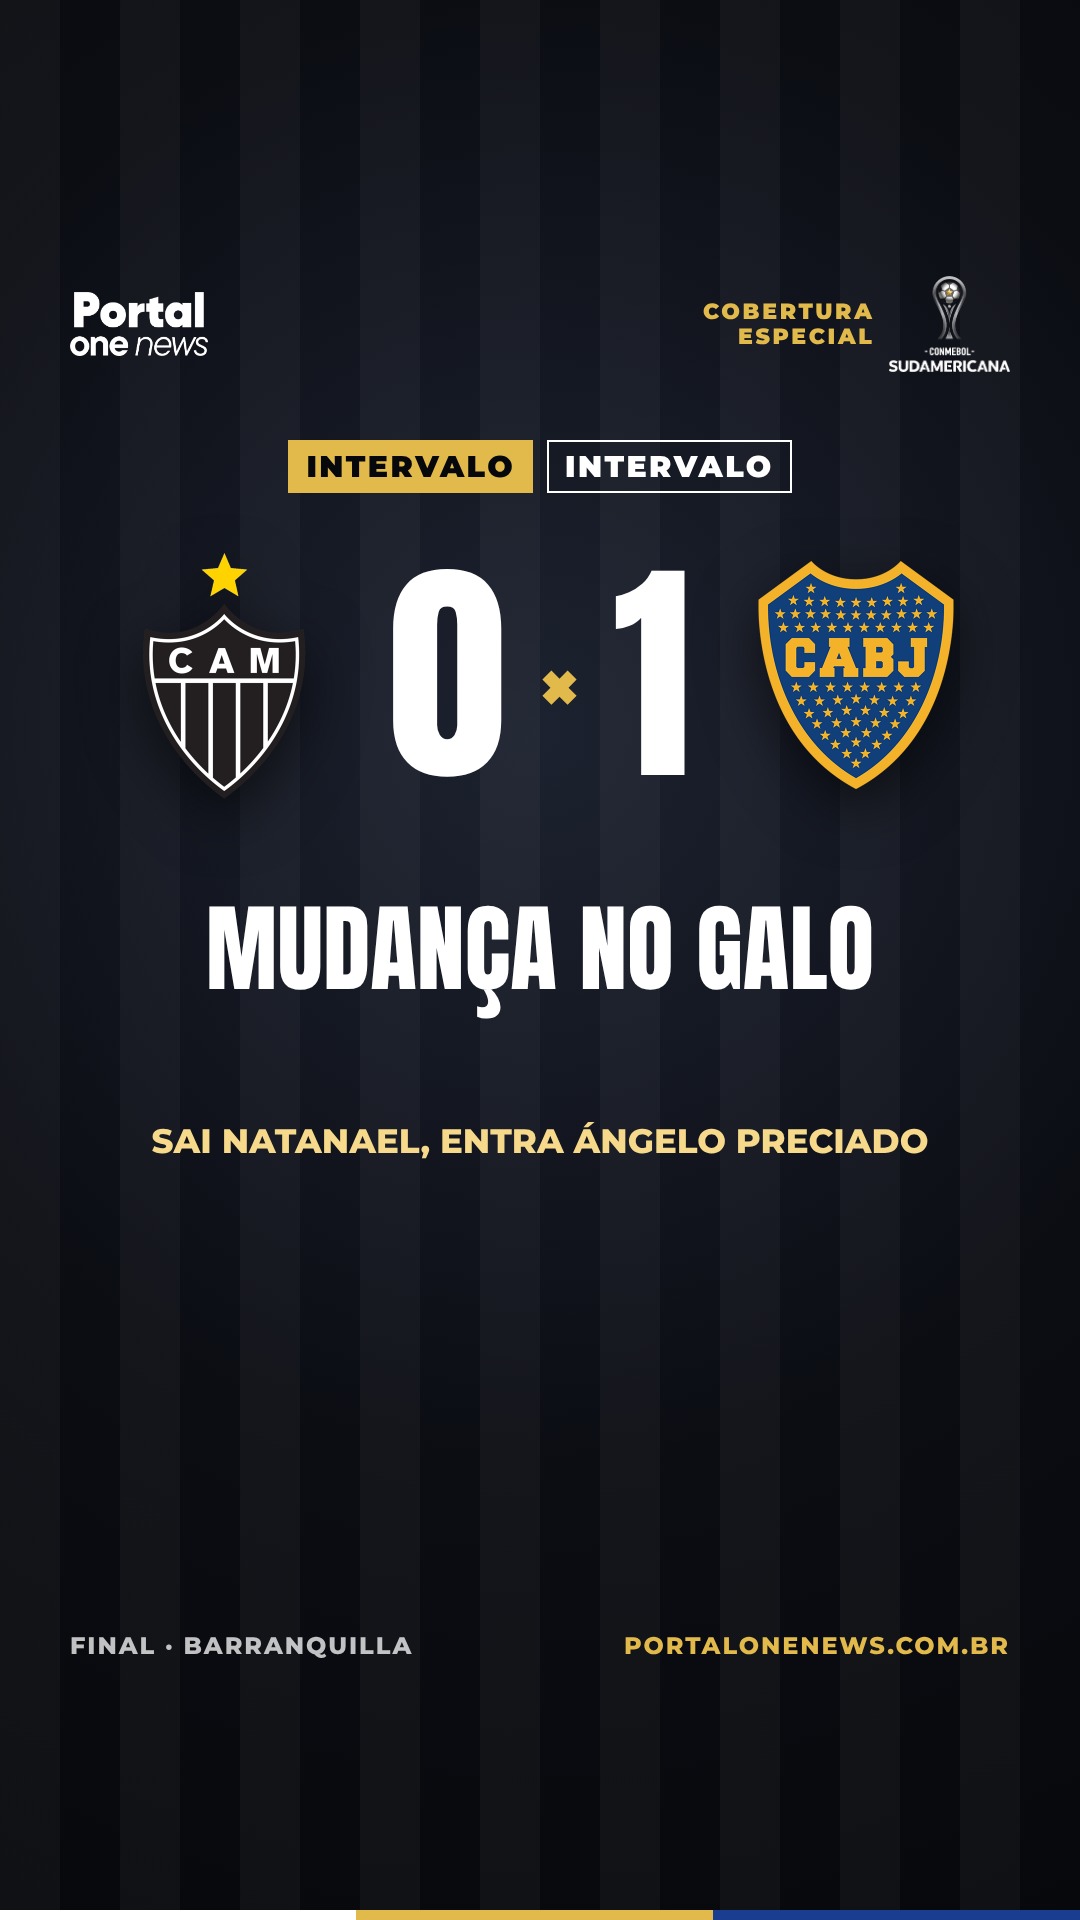 Portal
one news
COBERTURA
ESPECIAL
-CONMEBOL-
SUDAMERICANA
INTERVALO INTERVALO
CAM
0 × 1
CABJ
MUDANÇA NO GALO
SAI NATANAEL, ENTRA ÁNGELO PRECIADO
FINAL · BARRANQUILLA
PORTALONENEWS.COM.BR